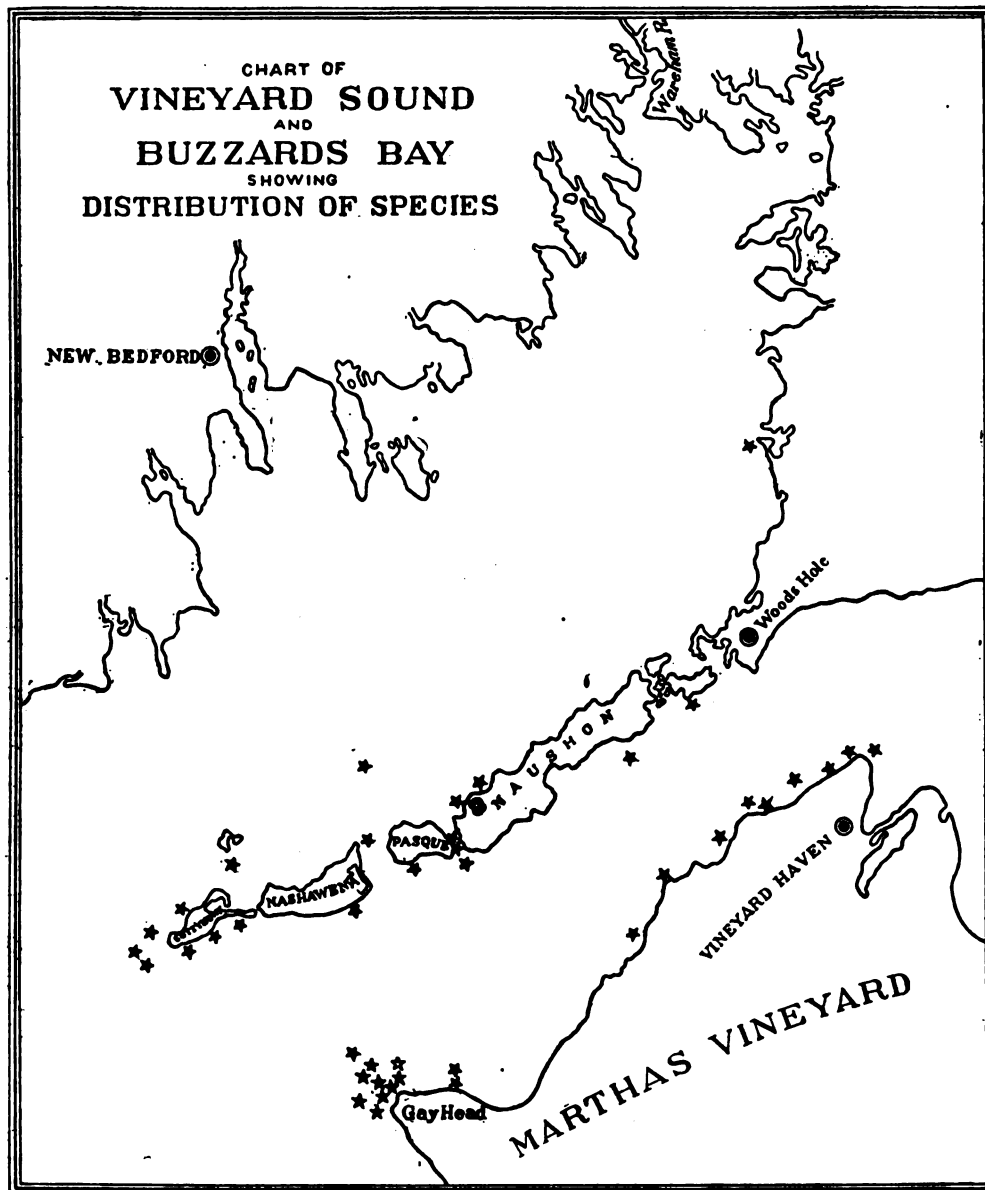 CHART OF
VINEYARD SOUND
AND
BUZZARDS BAY
SHOWING
DISTRIBUTION OF SPECIES
Wareham R
NEW BEDFORD
Woods Hole
NAUSHON
PASQUE
NASHAWENA
VINEYARD HAVEN
MARTHAS VINEYARD
Gay Head